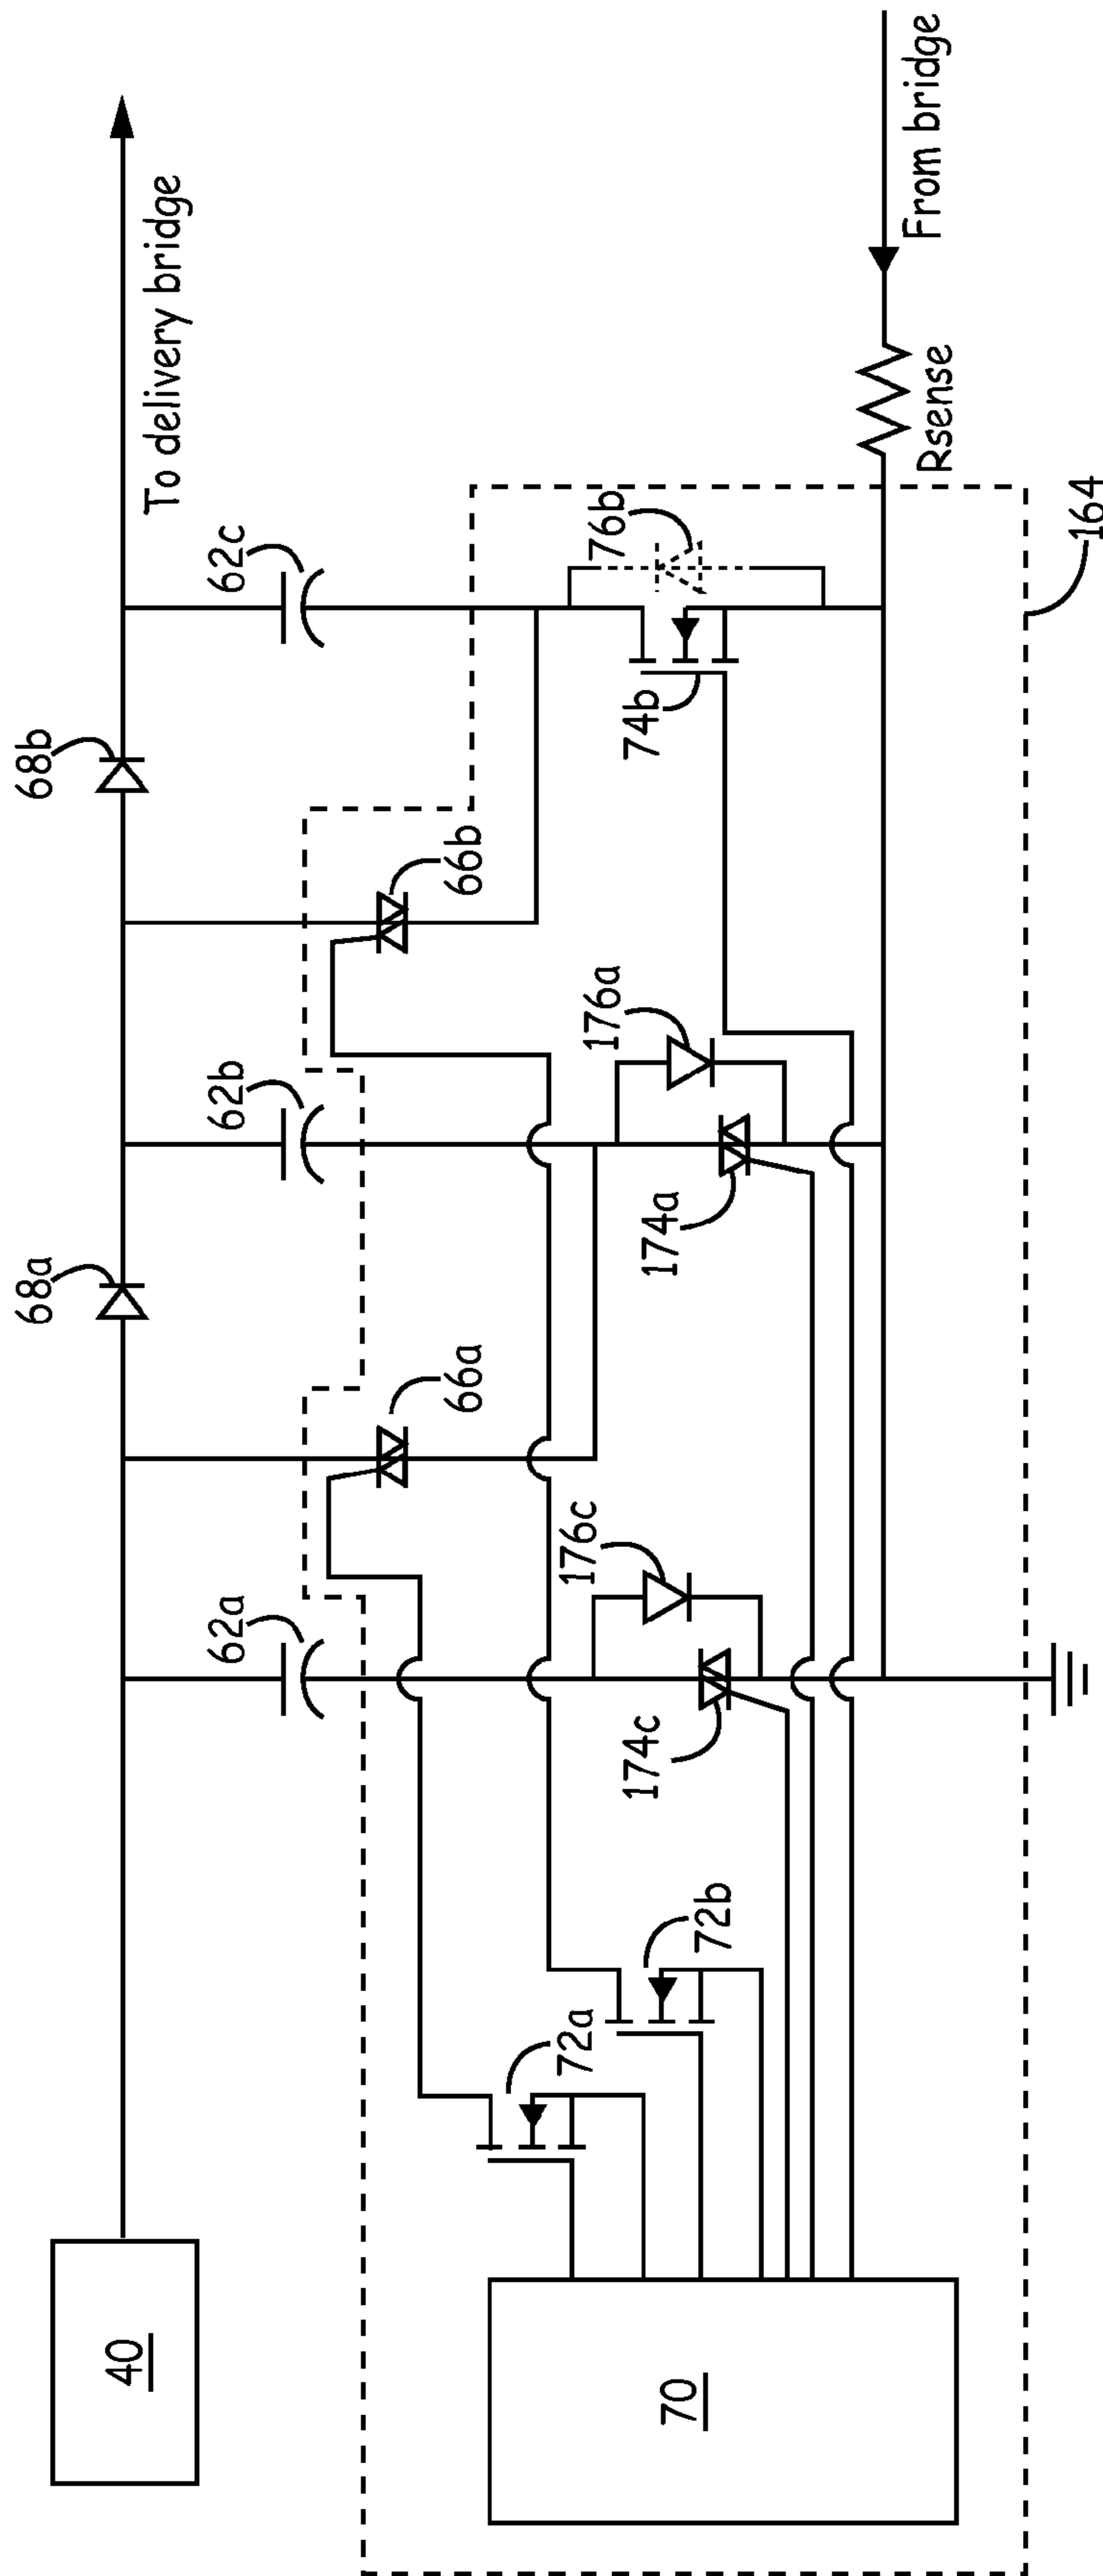 40
70
To delivery bridge
From bridge
Rsense
164
68a
68b
62a
62b
62c
66a
66b
176c
176a
76b
174c
174a
74b
72a
72b